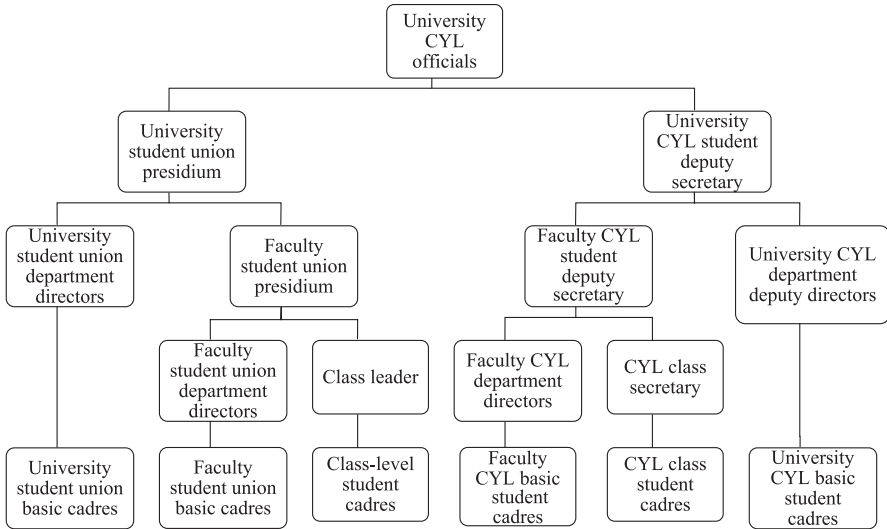 University
CYL
officials
University
student union
presidium
University
CYL student
deputy
secretary
University
student union
department
directors
Faculty
student union
presidium
Faculty CYL
student
deputy
secretary
University CYL
department
deputy directors
Faculty
student union
department
directors
Class leader
Faculty CYL
department
directors
CYL class
secretary
University
student union
basic cadres
Faculty
student union
basic cadres
Class-level
student
cadres
Faculty
CYL basic
student
cadres
CYL class
student
cadres
University
CYL basic
student
cadres